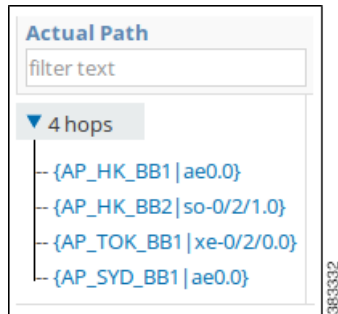 Actual Path
filter text
4 hops
{AP_HK_BB1|ae0.0}
{AP_HK_BB2|so-0/2/1.0}
{AP_TOK_BB1|xe-0/2/0.0}
{AP_SYD_BB1|ae0.0}
383332